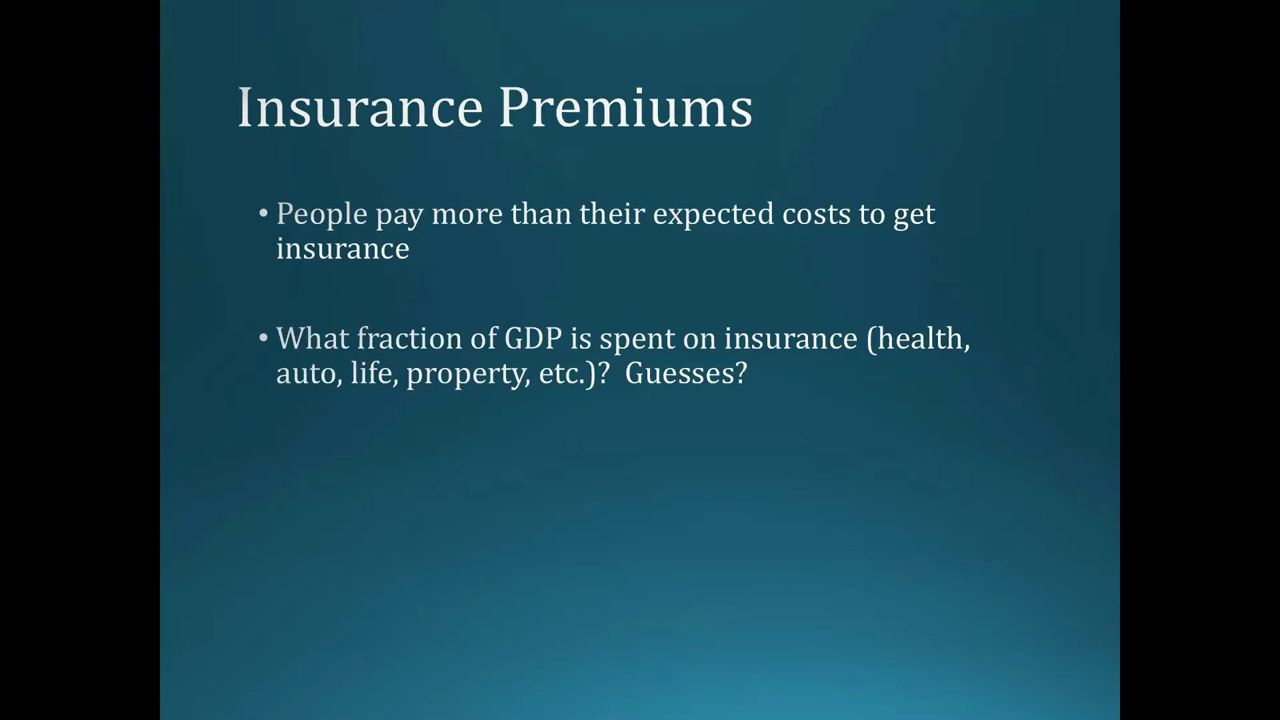 Insurance Premiums
• People pay more than their expected costs to get
insurance
• What fraction of GDP is spent on insurance (health,
auto, life, property, etc.)?  Guesses?